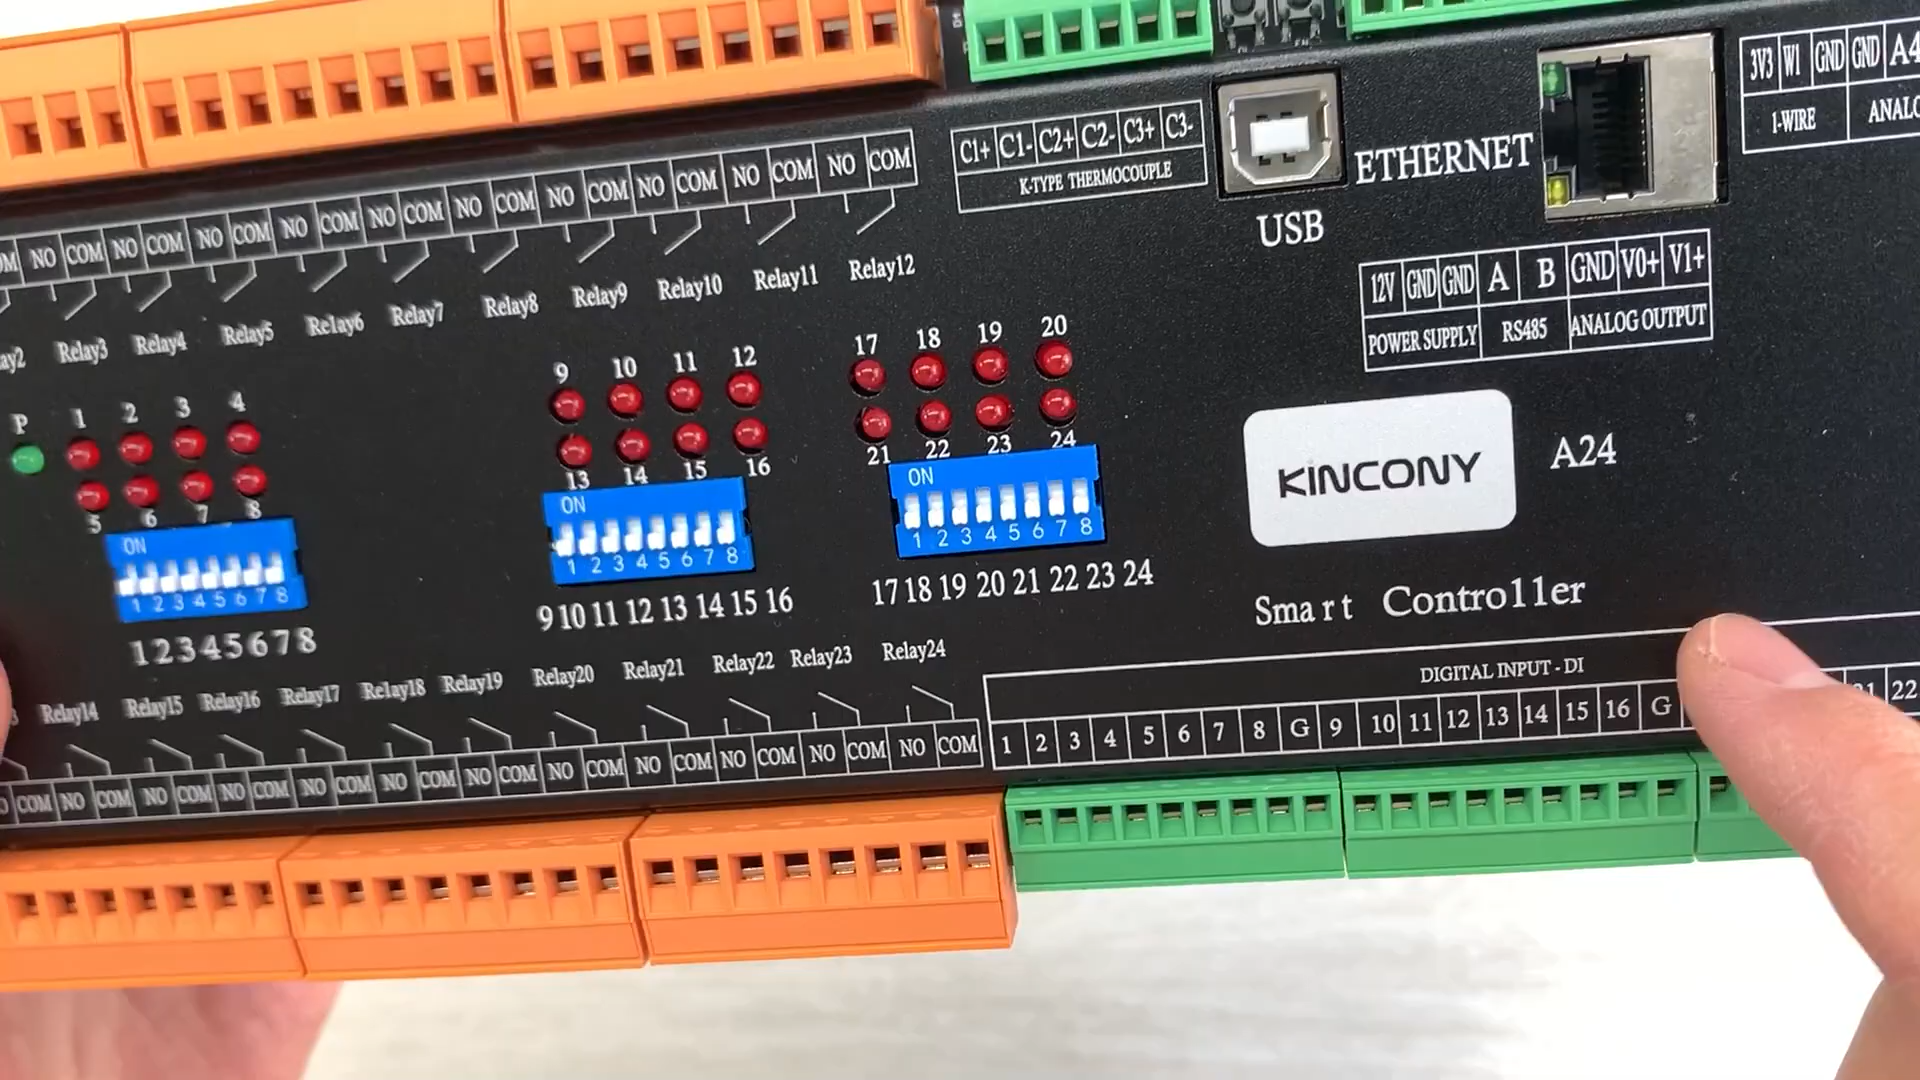 3V3 W1 GND GND A4
1-WIRE
C1+ C1- C2+ C2- C3+ C3-
K-TYPE THERMOCOUPLE
USB
ETHERNET
NO COM NO COM NO COM NO COM NO COM NO COM NO COM NO COM NO COM NO COM
Relay3 Relay4 Relay5 Relay6 Relay7 Relay8 Relay9 Relay10 Relay11 Relay12
12V GND GND A B GND V0+ V1+
POWER SUPPLY RS485 ANALOG OUTPUT
P 1 2 3 4
5 6 7 8
ON
1 2 3 4 5 6 7 8
1 2 3 4 5 6 7 8
9 10 11 12
13 14 15 16
ON
1 2 3 4 5 6 7 8
9 10 11 12 13 14 15 16
17 18 19 20
21 22 23 24
ON
1 2 3 4 5 6 7 8
17 18 19 20 21 22 23 24
KINCONY
A24
Smart Controller
Relay14 Relay15 Relay16 Relay17 Relay18 Relay19 Relay20 Relay21 Relay22 Relay23 Relay24
COM NO COM NO COM NO COM NO COM NO COM NO COM NO COM NO COM NO COM NO COM NO COM
DIGITAL INPUT - DI
1 2 3 4 5 6 7 8 G 9 10 11 12 13 14 15 16 G 22